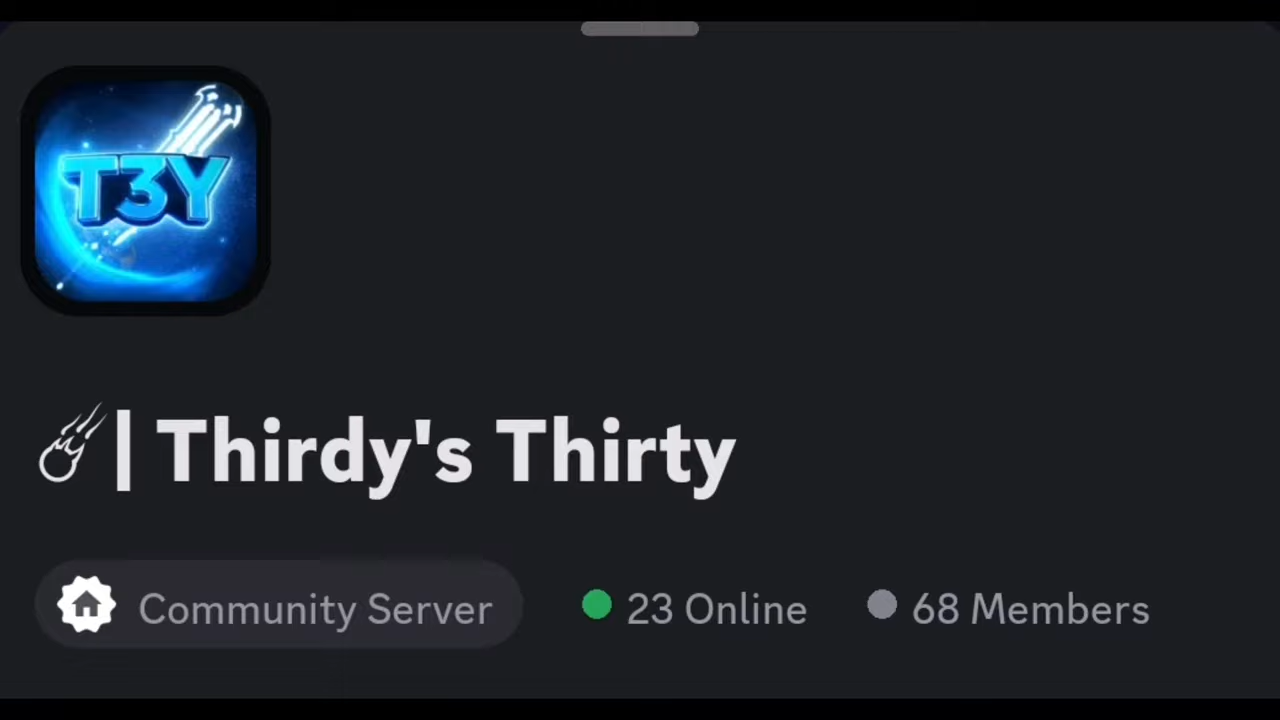 T3Y
☄| Thirdy's Thirty
Community Server
23 Online
68 Members